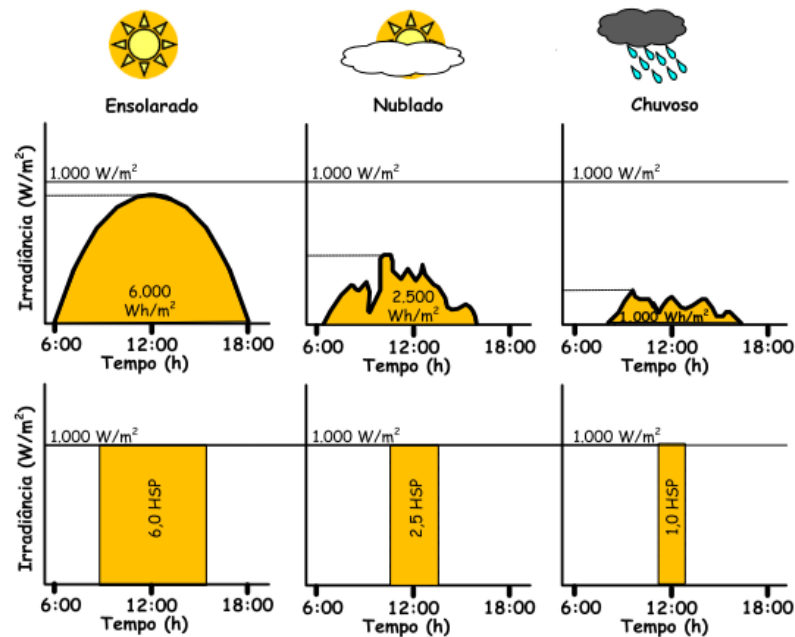 Ensolarado
Nublado
Chuvoso
Irradiância (W/m²)
1.000 W/m²
6.000
Wh/m²
6:00 12:00 18:00
Tempo (h)
1.000 W/m²
2.500
Wh/m²
6:00 12:00 18:00
Tempo (h)
1.000 W/m²
1.000 Wh/m²
6:00 12:00 18:00
Tempo (h)
Irradiância (W/m²)
1.000 W/m²
6,0 HSP
6:00 12:00 18:00
Tempo (h)
1.000 W/m²
2,5 HSP
6:00 12:00 18:00
Tempo (h)
1.000 W/m²
1,0 HSP
6:00 12:00 18:00
Tempo (h)